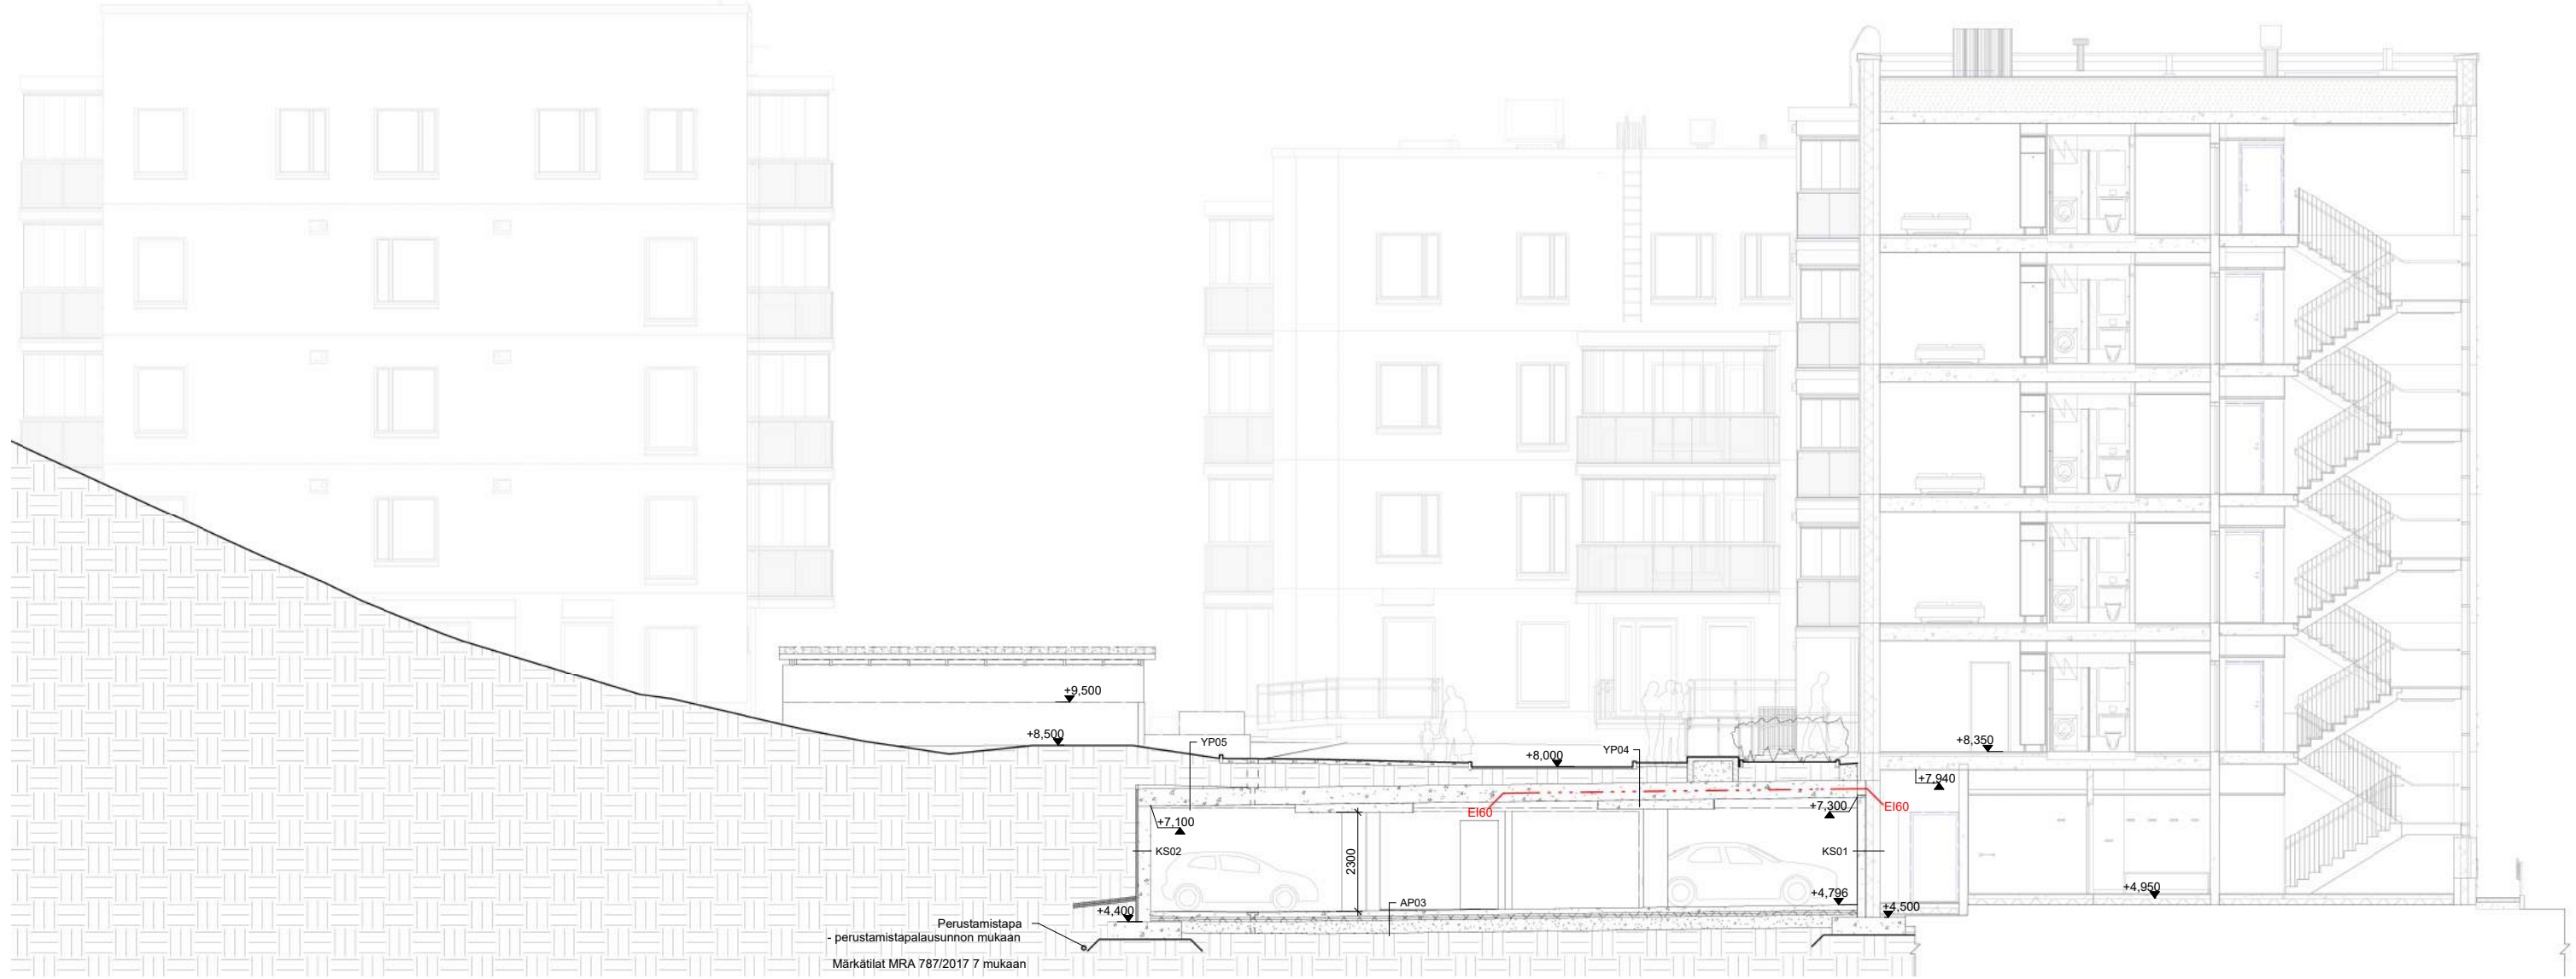 +9,500
+8,500
YP05
+8,000
YP04
+8,350
+7,940
EI60
+7,300
EI60
+7,100
KS02
2300
KS01
+4,796
+4,950
AP03
+4,400
+4,500
Perustamistapa
- perustamistapalausunnon mukaan
Märkätilat MRA 787/2017 7 mukaan